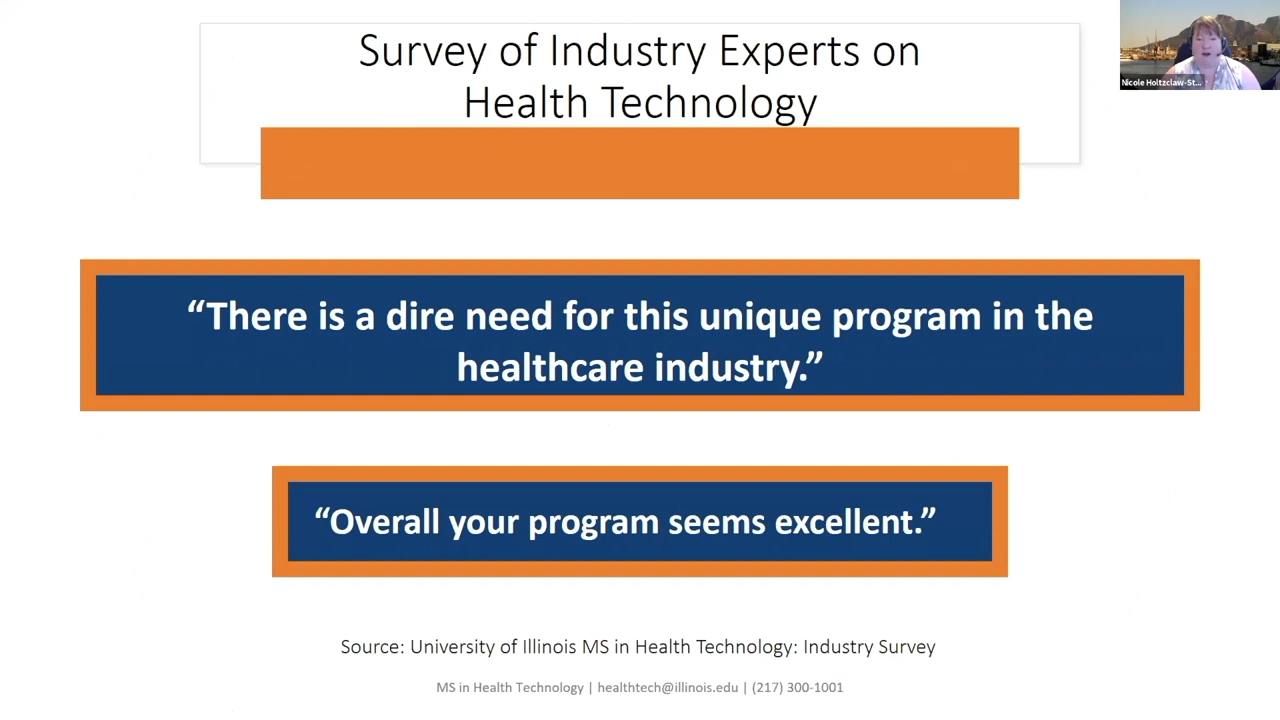 Survey of Industry Experts on
Health Technology
Nicole Holtzclaw-St...
“There is a dire need for this unique program in the
healthcare industry.”
“Overall your program seems excellent.”
Source: University of Illinois MS in Health Technology: Industry Survey
MS in Health Technology | healthtech@illinois.edu | (217) 300-1001